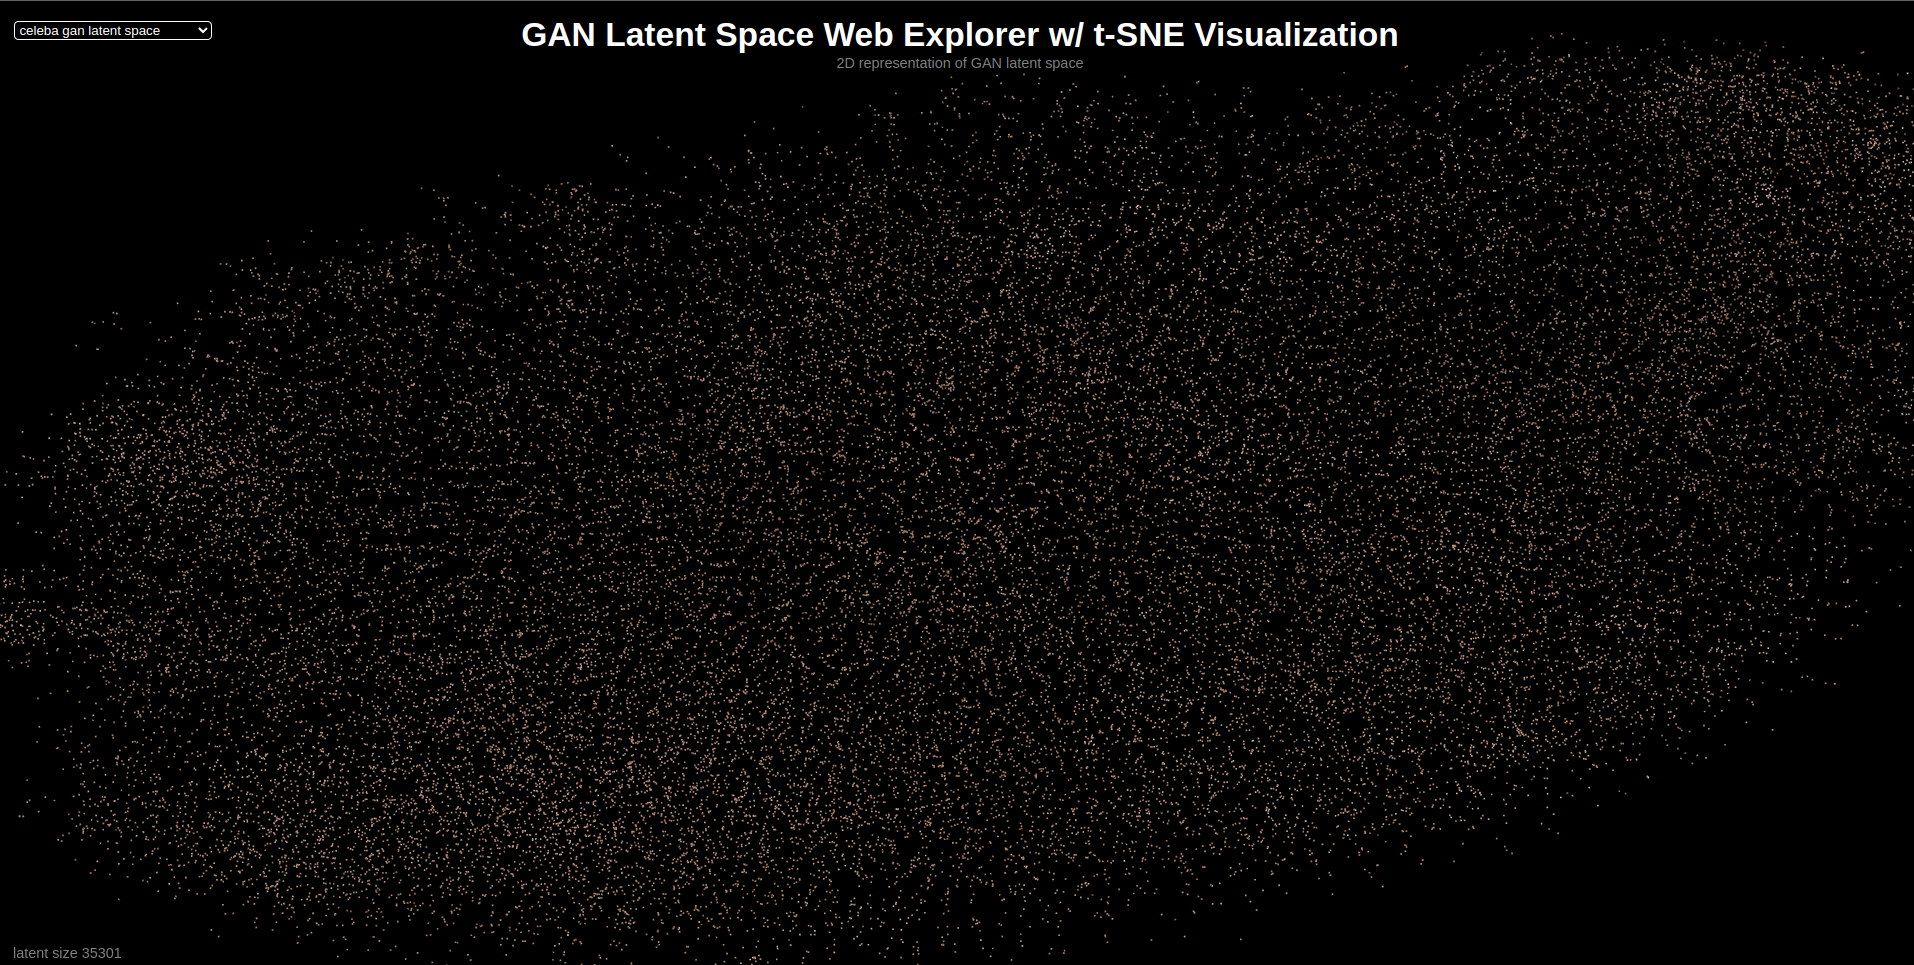 celeba gan latent space
GAN Latent Space Web Explorer w/ t-SNE Visualization
2D representation of GAN latent space
latent size 35301